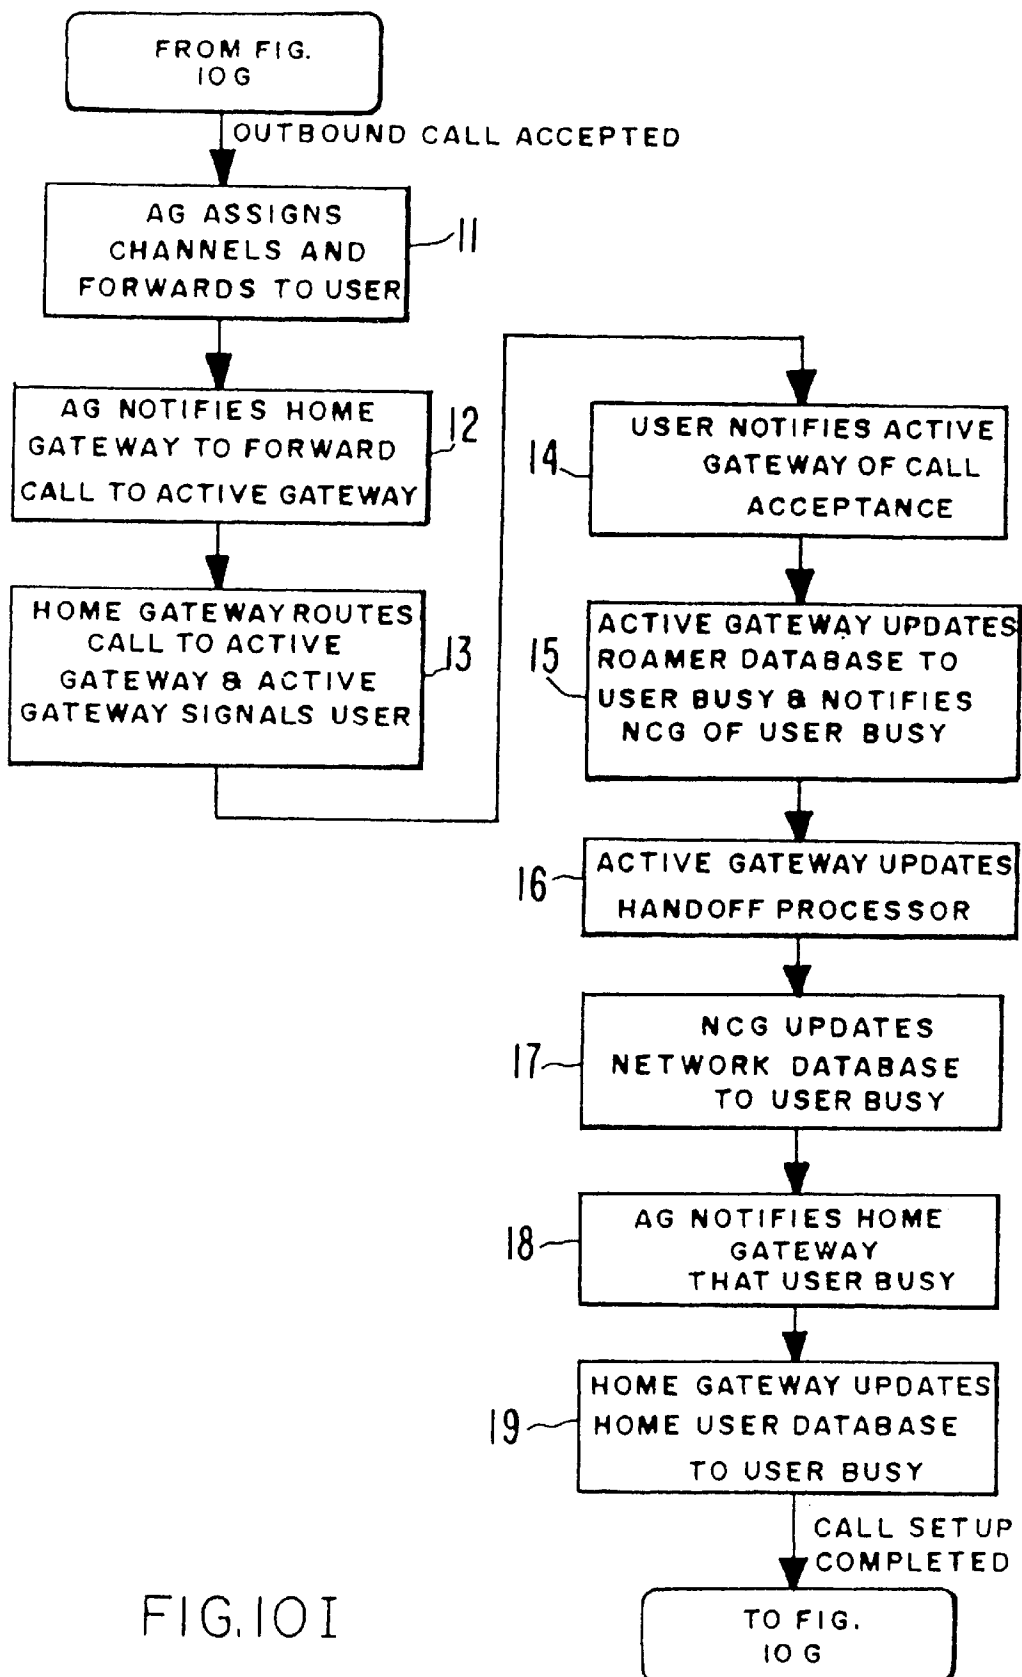 FROM FIG.
10G
OUTBOUND CALL ACCEPTED
AG ASSIGNS
CHANNELS AND
FORWARDS TO USER
11
AG NOTIFIES HOME
GATEWAY TO FORWARD
CALL TO ACTIVE GATEWAY
12
HOME GATEWAY ROUTES
CALL TO ACTIVE
GATEWAY & ACTIVE
GATEWAY SIGNALS USER
13
USER NOTIFIES ACTIVE
GATEWAY OF CALL
ACCEPTANCE
14
ACTIVE GATEWAY UPDATES
ROAMER DATABASE TO
USER BUSY & NOTIFIES
NCG OF USER BUSY
15
ACTIVE GATEWAY UPDATES
HANDOFF PROCESSOR
16
NCG UPDATES
NETWORK DATABASE
TO USER BUSY
17
AG NOTIFIES HOME
GATEWAY
THAT USER BUSY
18
HOME GATEWAY UPDATES
HOME USER DATABASE
TO USER BUSY
19
CALL SETUP
COMPLETED
TO FIG.
10G
FIG.10I